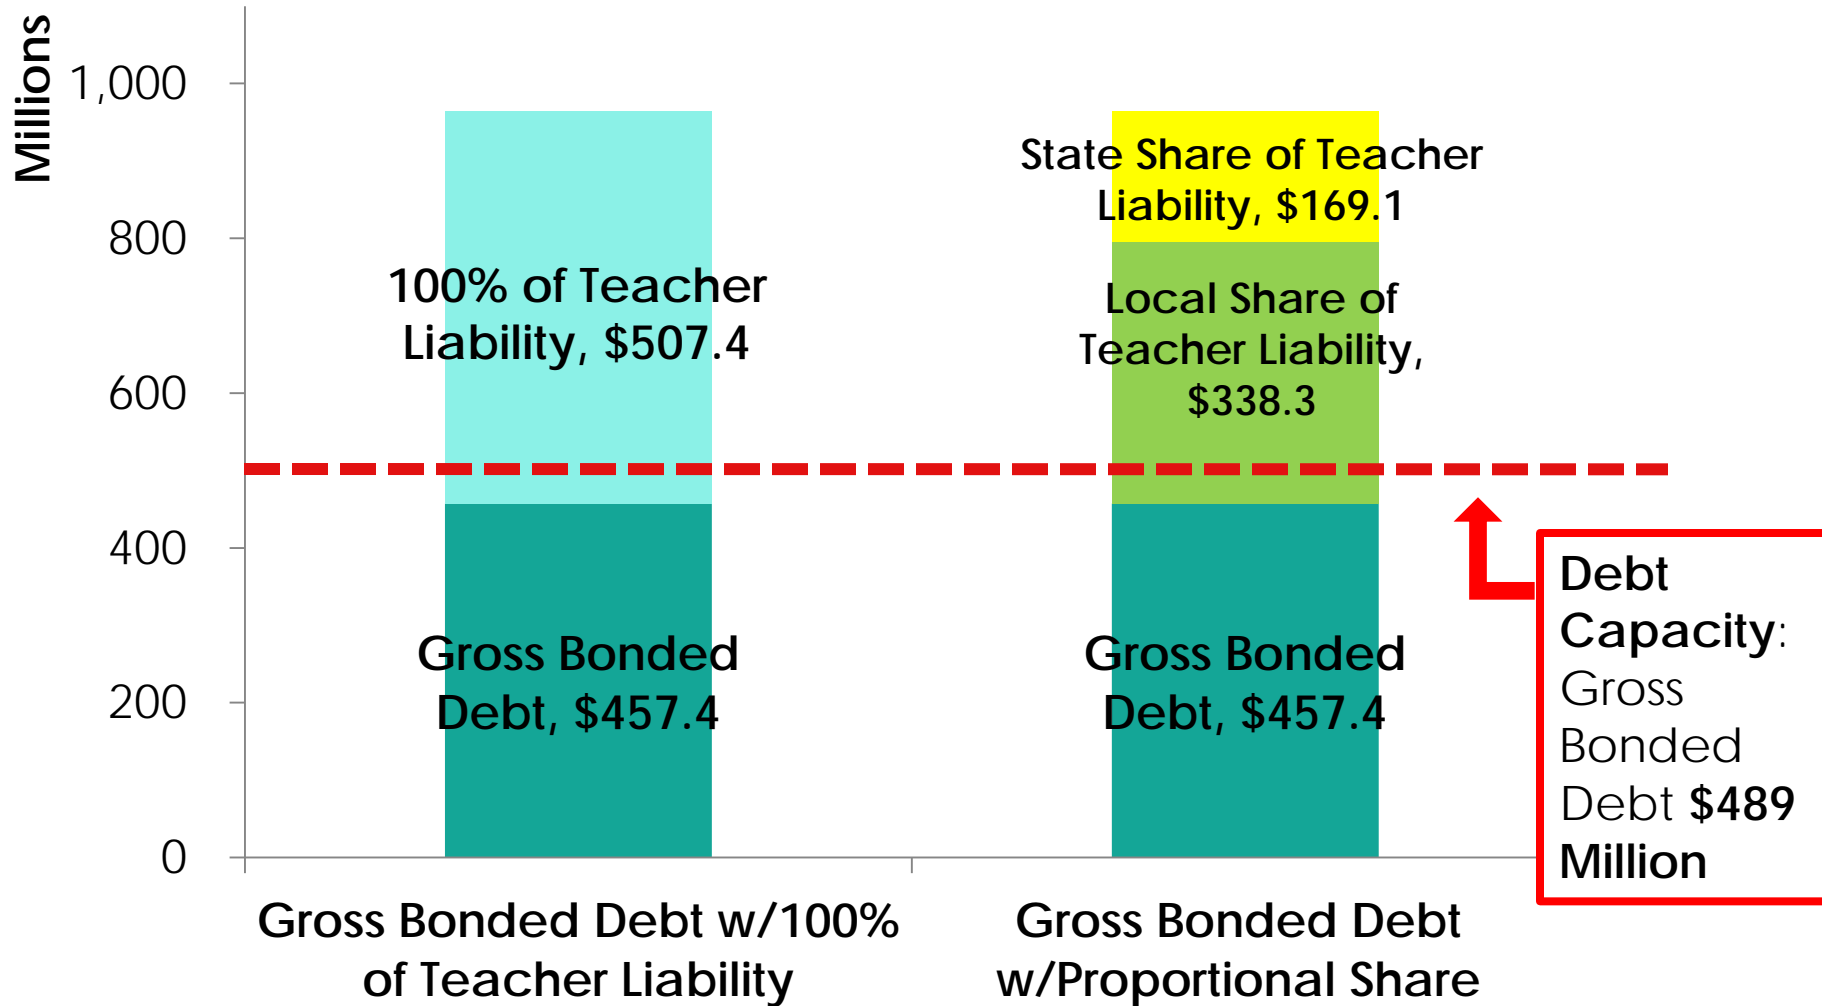 Millions
1,000
800
600
400
200
0
100% of Teacher
Liability, $507.4
Gross Bonded
Debt, $457.4
State Share of Teacher
Liability, $169.1
Local Share of
Teacher Liability,
$338.3
Gross Bonded
Debt, $457.4
Debt
Capacity:
Gross
Bonded
Debt $489
Million
Gross Bonded Debt w/100%
of Teacher Liability
Gross Bonded Debt
w/Proportional Share